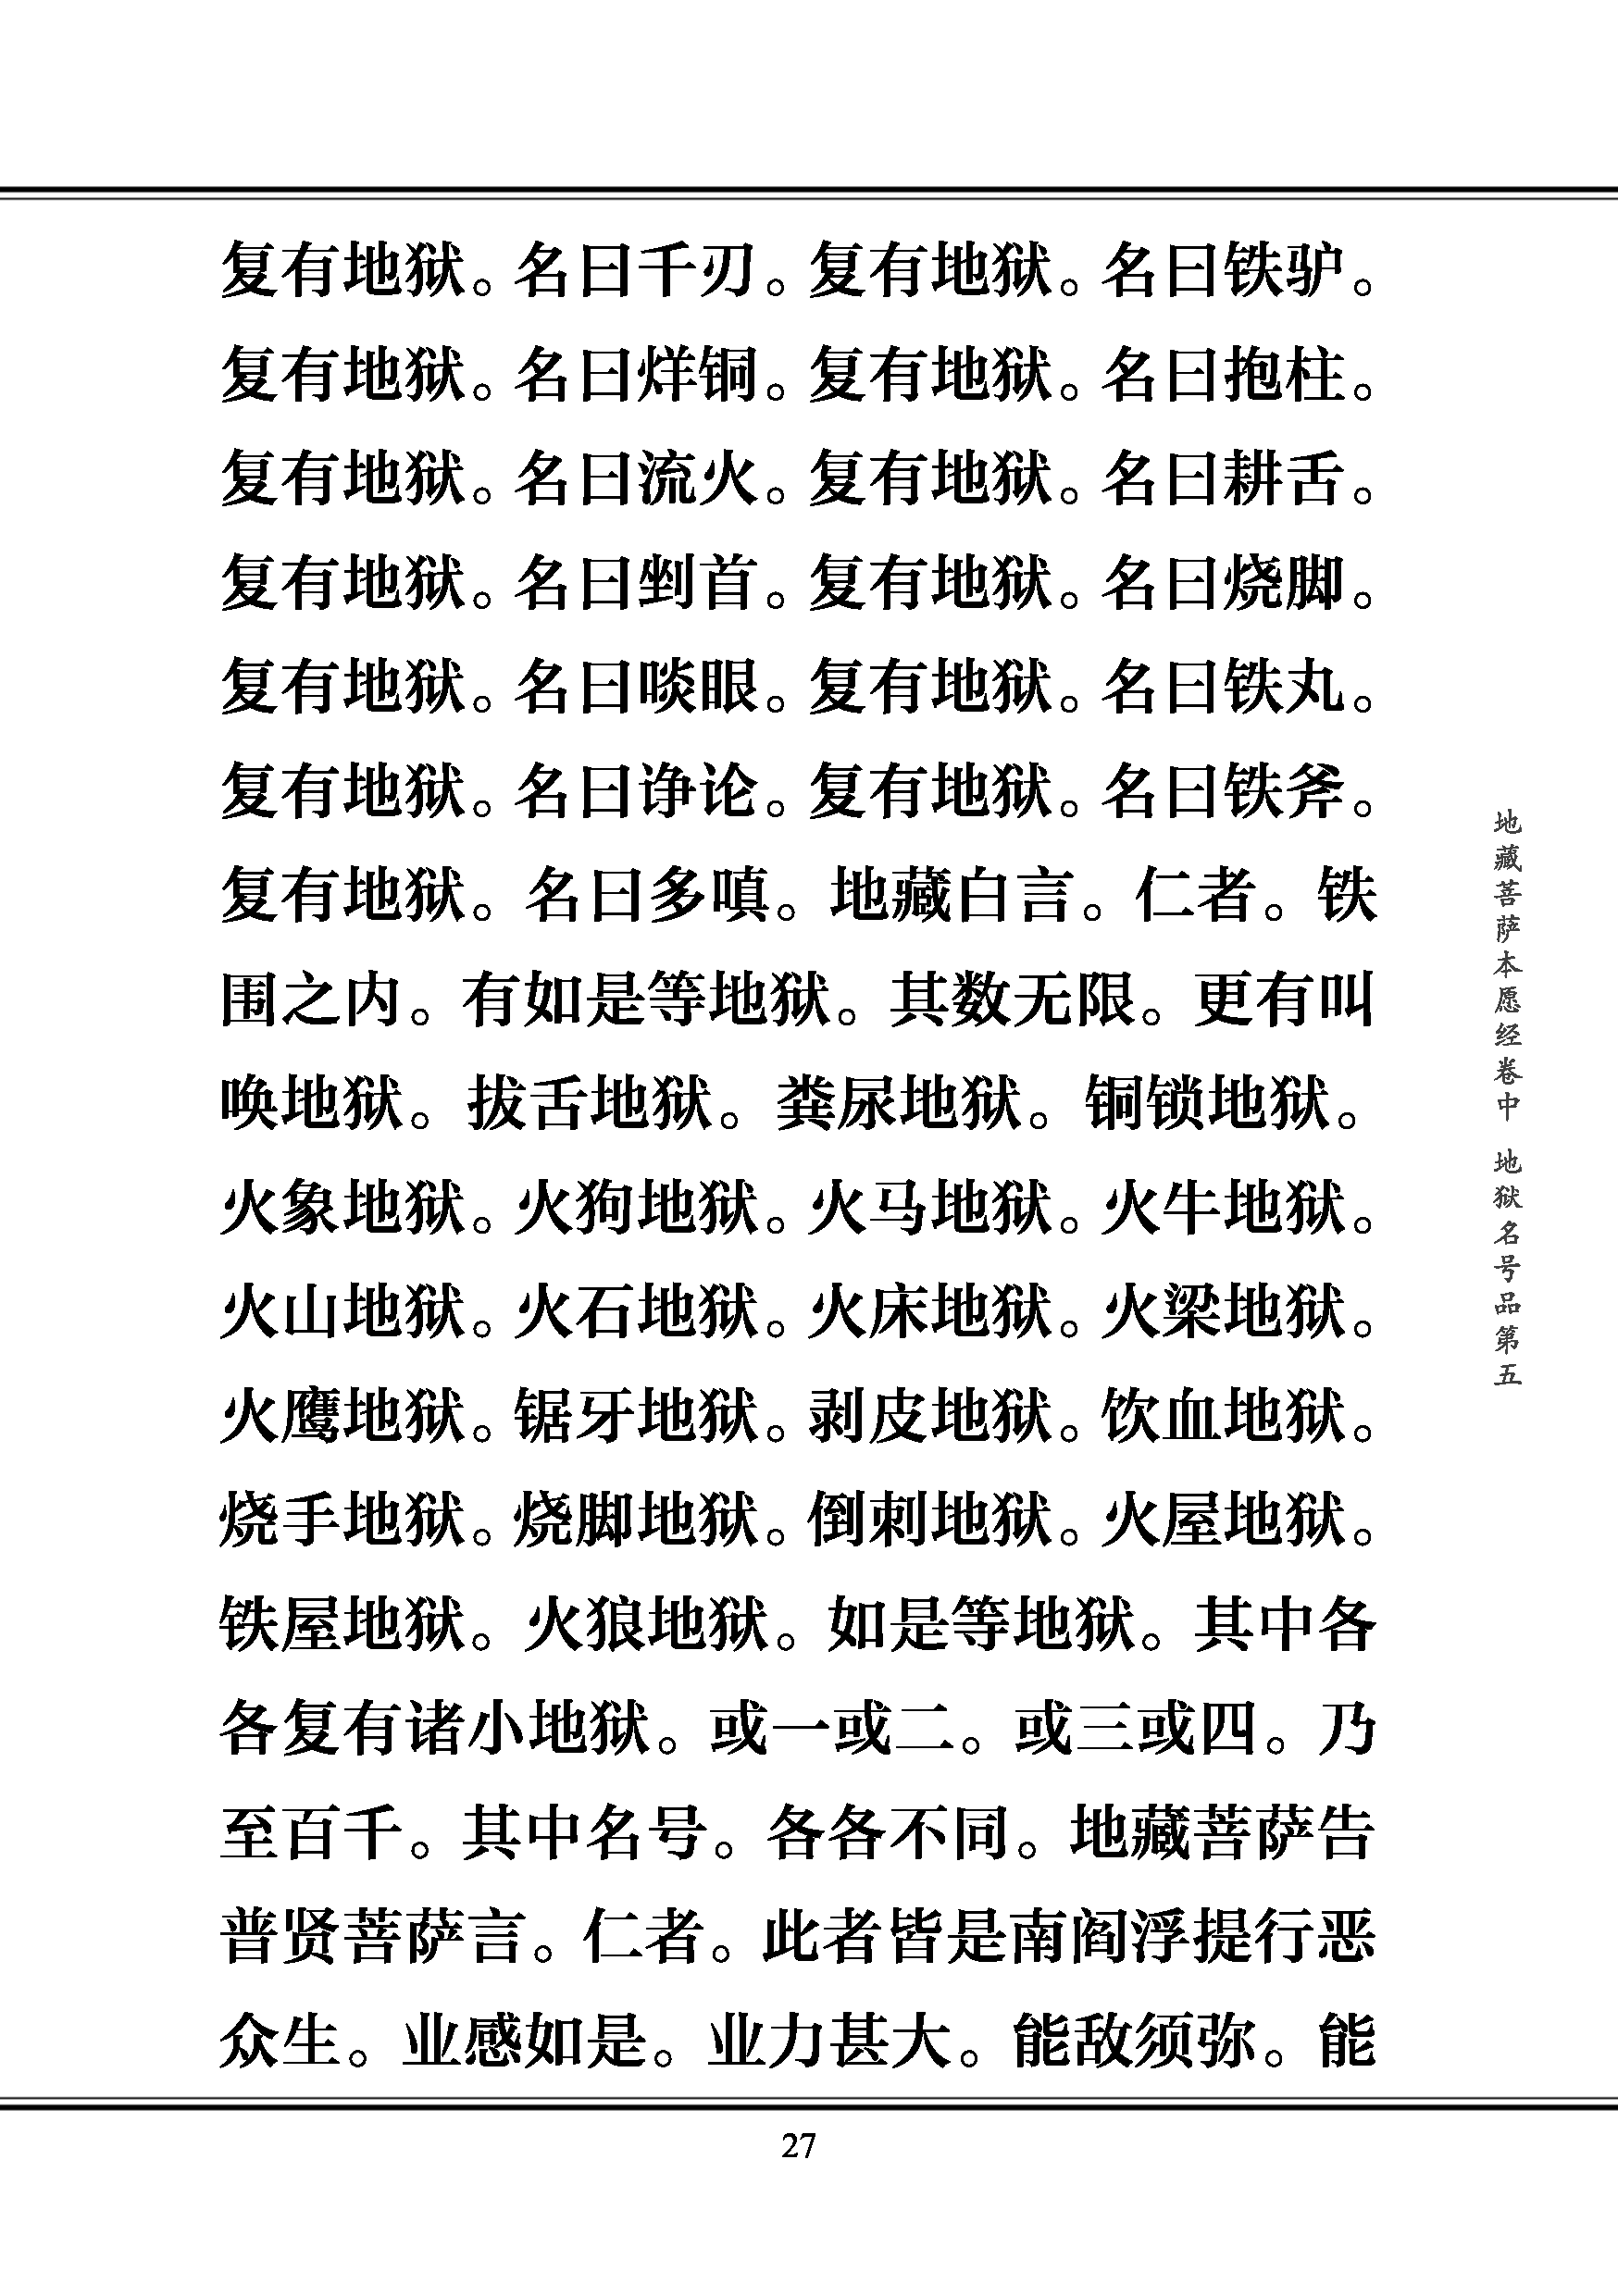 复有地狱。名曰千刃。复有地狱。名曰铁驴。
复有地狱。名曰烊铜。复有地狱。名曰抱柱。
复有地狱。名曰流火。复有地狱。名曰耕舌。
复有地狱。名曰剉首。复有地狱。名曰烧脚。
复有地狱。名曰啖眼。复有地狱。名曰铁丸。
复有地狱。名曰诤论。复有地狱。名曰铁斧。
复有地狱。名曰多嗔。地藏白言。仁者。铁
围之内。有如是等地狱。其数无限。更有叫
唤地狱。拔舌地狱。粪尿地狱。铜锁地狱。
火象地狱。火狗地狱。火马地狱。火牛地狱。
火山地狱。火石地狱。火床地狱。火梁地狱。
火鹰地狱。锯牙地狱。剥皮地狱。饮血地狱。
烧手地狱。烧脚地狱。倒刺地狱。火屋地狱。
铁屋地狱。火狼地狱。如是等地狱。其中各
各复有诸小地狱。或一或二。或三或四。乃
至百千。其中名号。各各不同。地藏菩萨告
普贤菩萨言。仁者。此者皆是南阎浮提行恶
众生。业感如是。业力甚大。能敌须弥。能
地藏菩萨本愿经卷中 地狱名号品第五
27